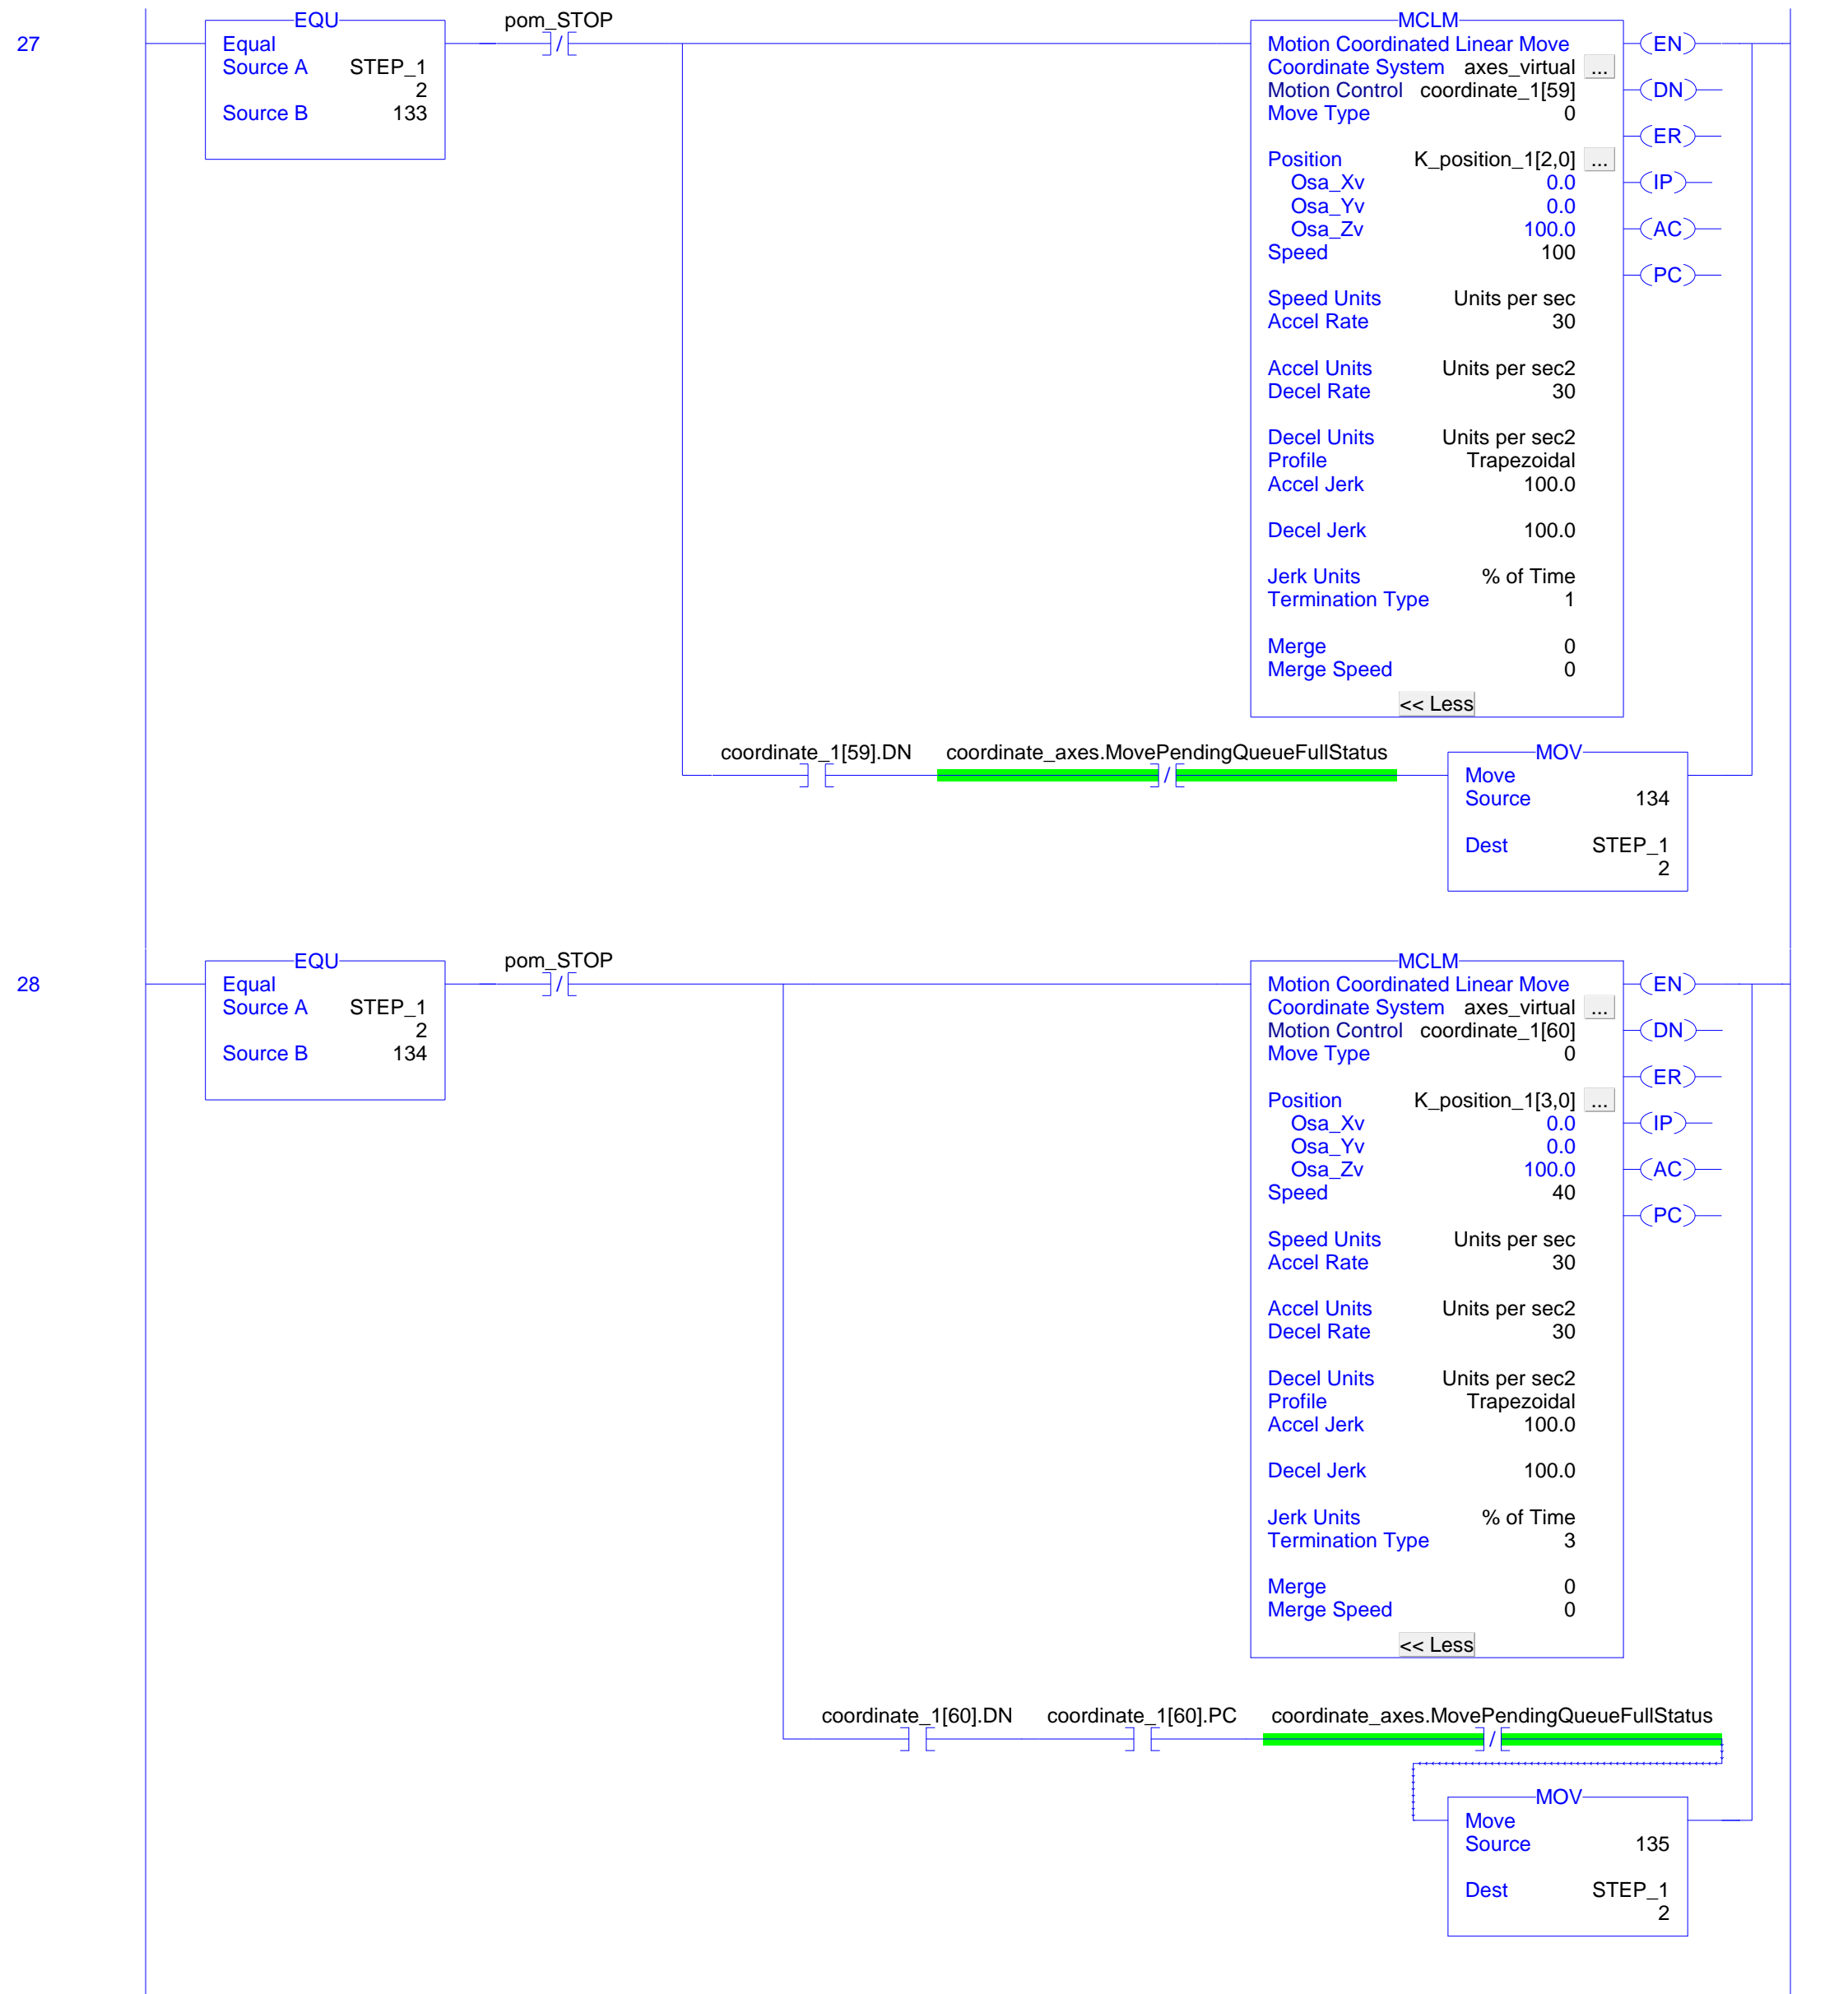 EQU
pom_STOP
MCLM
27
Equal
Motion Coordinated Linear Move
EN
Source A STEP_1
Coordinate System axes_virtual ...
2
Motion Control coordinate_1[59]
DN
Source B 133
Move Type 0
ER
Position K_position_1[2,0] ...
Osa_Xv 0.0
IP
Osa_Yv 0.0
Osa_Zv 100.0
AC
Speed 100
PC
Speed Units Units per sec
Accel Rate 30
Accel Units Units per sec2
Decel Rate 30
Decel Units Units per sec2
Profile Trapezoidal
Accel Jerk 100.0
Decel Jerk 100.0
Jerk Units % of Time
Termination Type 1
Merge 0
Merge Speed 0
<< Less
coordinate_1[59].DN coordinate_axes.MovePendingQueueFullStatus
MOV
Move
Source 134
Dest STEP_1
2
EQU
pom_STOP
MCLM
28
Equal
Motion Coordinated Linear Move
EN
Source A STEP_1
Coordinate System axes_virtual ...
2
Motion Control coordinate_1[60]
DN
Source B 134
Move Type 0
ER
Position K_position_1[3,0] ...
Osa_Xv 0.0
IP
Osa_Yv 0.0
Osa_Zv 100.0
AC
Speed 40
PC
Speed Units Units per sec
Accel Rate 30
Accel Units Units per sec2
Decel Rate 30
Decel Units Units per sec2
Profile Trapezoidal
Accel Jerk 100.0
Decel Jerk 100.0
Jerk Units % of Time
Termination Type 3
Merge 0
Merge Speed 0
<< Less
coordinate_1[60].DN coordinate_1[60].PC coordinate_axes.MovePendingQueueFullStatus
MOV
Move
Source 135
Dest STEP_1
2